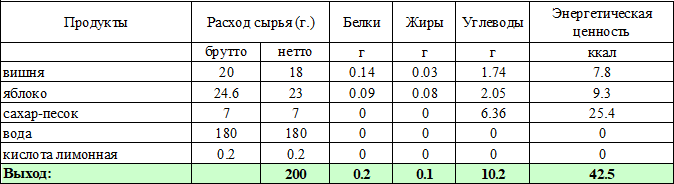 Продукты Расход сырья (г.) Белки Жиры Углеводы Энергетическая ценность
брутто нетто г г г ккал
вишня 20 18 0.14 0.03 1.74 7.8
яблоко 24.6 23 0.09 0.08 2.05 9.3
сахар-песок 7 7 0 0 6.36 25.4
вода 180 180 0 0 0 0
кислота лимонная 0.2 0.2 0 0 0 0
Выход: 200 0.2 0.1 10.2 42.5